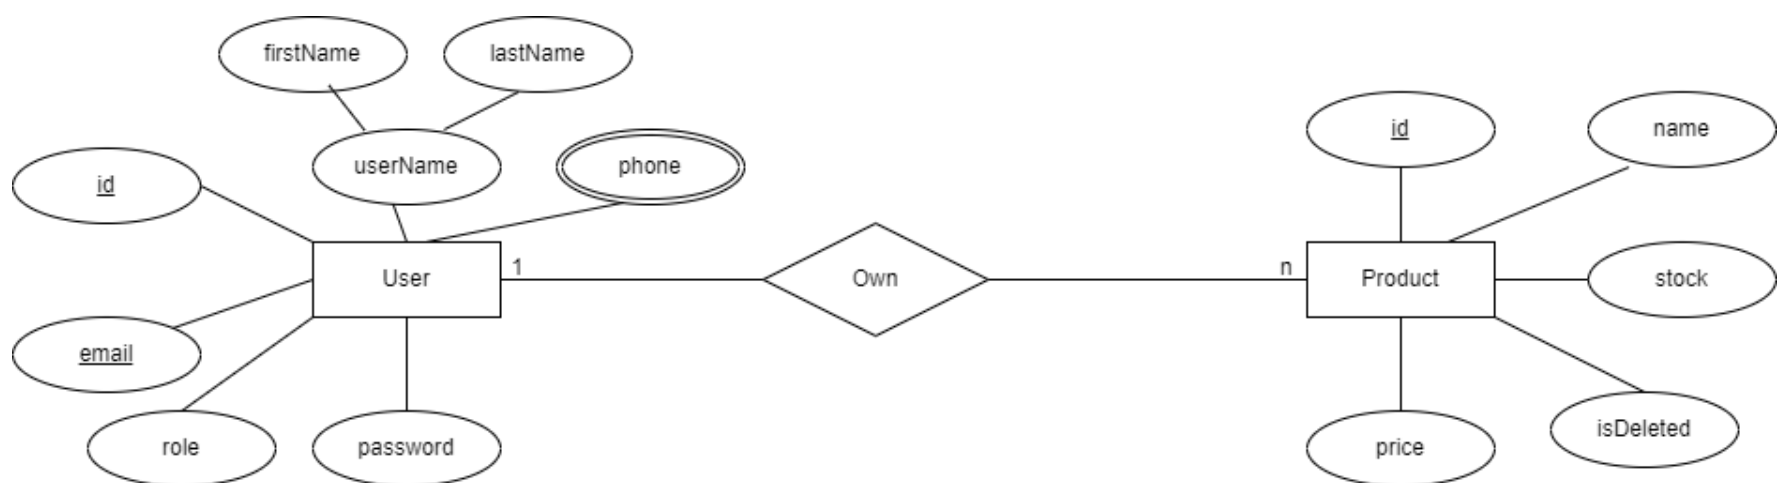 firstName
lastName
id
name
userName
phone
id
User
1
Own
n
Product
stock
email
isDeleted
role
password
price